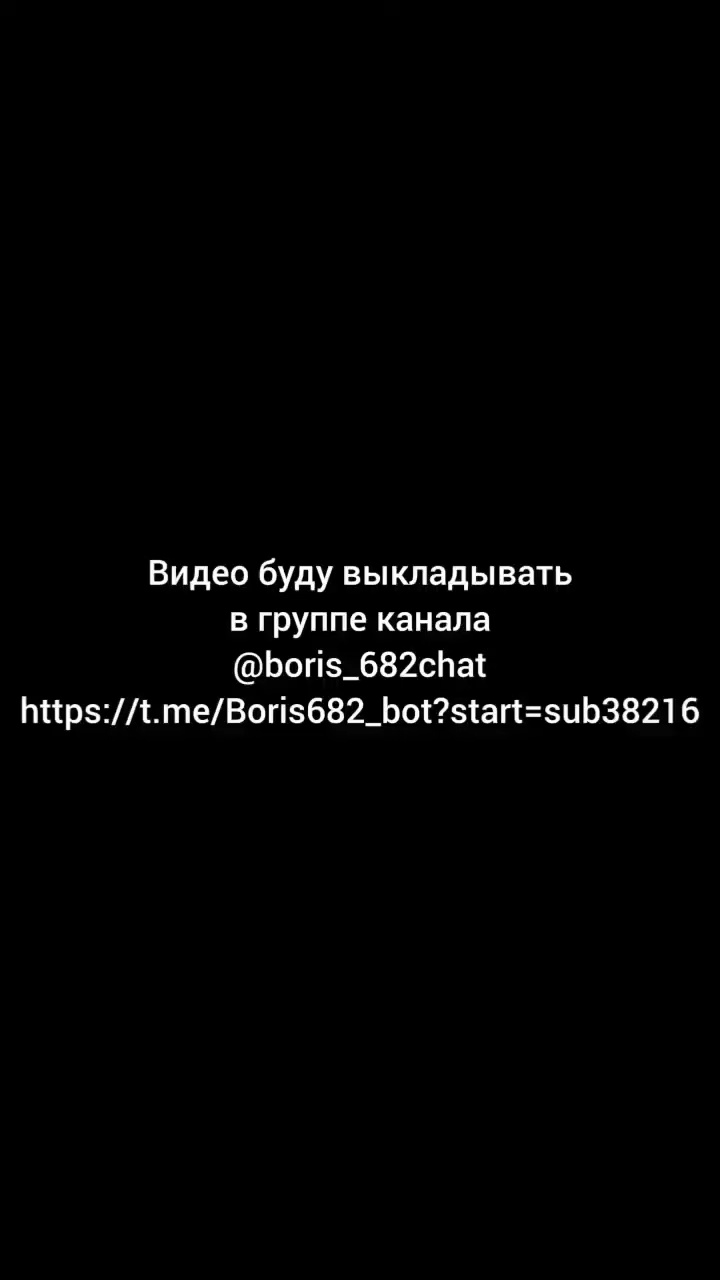 Видео буду выкладывать
в группе канала
@boris_682chat
https://t.me/Boris682_bot?start=sub38216